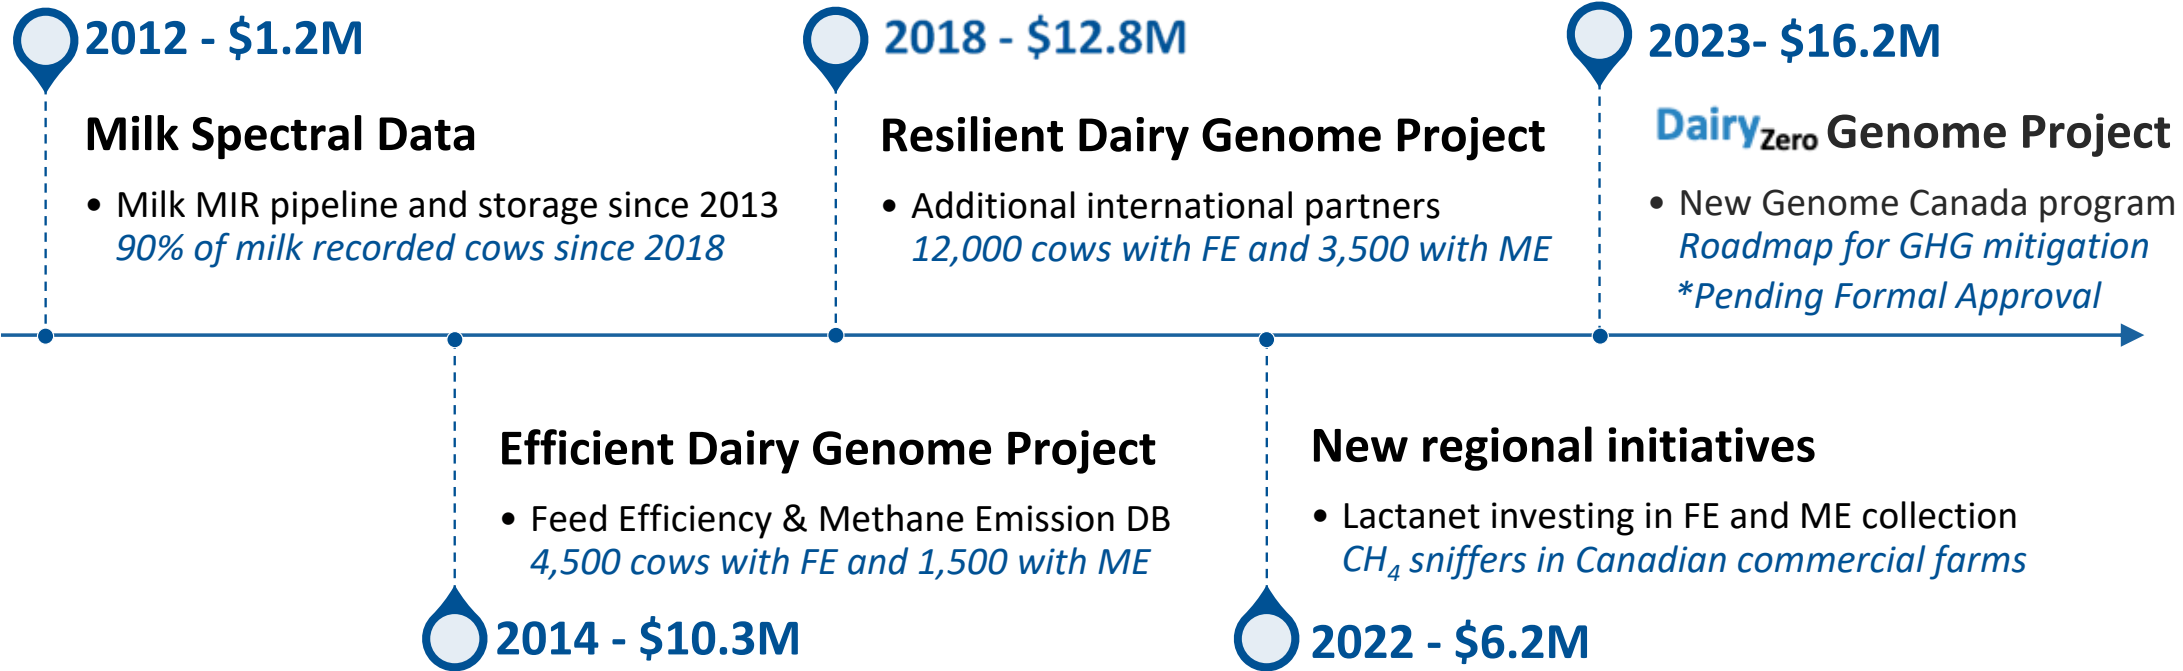 2012 - $1.2M
Milk Spectral Data
• Milk MIR pipeline and storage since 2013
90% of milk recorded cows since 2018
2014 - $10.3M
Efficient Dairy Genome Project
• Feed Efficiency & Methane Emission DB
4,500 cows with FE and 1,500 with ME
2018 - $12.8M
Resilient Dairy Genome Project
• Additional international partners
12,000 cows with FE and 3,500 with ME
2022 - $6.2M
New regional initiatives
• Lactanet investing in FE and ME collection
CH₄ sniffers in Canadian commercial farms
2023- $16.2M
DairyZero Genome Project
• New Genome Canada program
Roadmap for GHG mitigation
*Pending Formal Approval